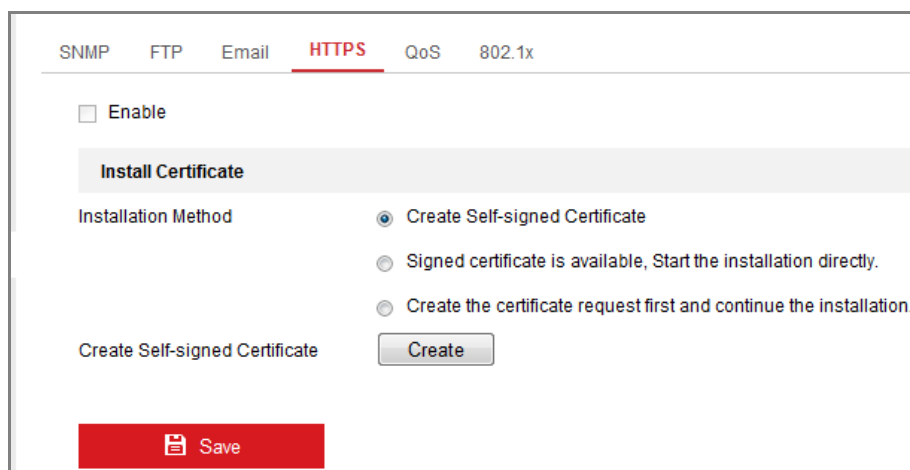 SNMP FTP Email HTTPS QoS 802.1x
Enable
Install Certificate
Installation Method
Create Self-signed Certificate
Signed certificate is available, Start the installation directly.
Create the certificate request first and continue the installation
Create Self-signed Certificate Create
Save